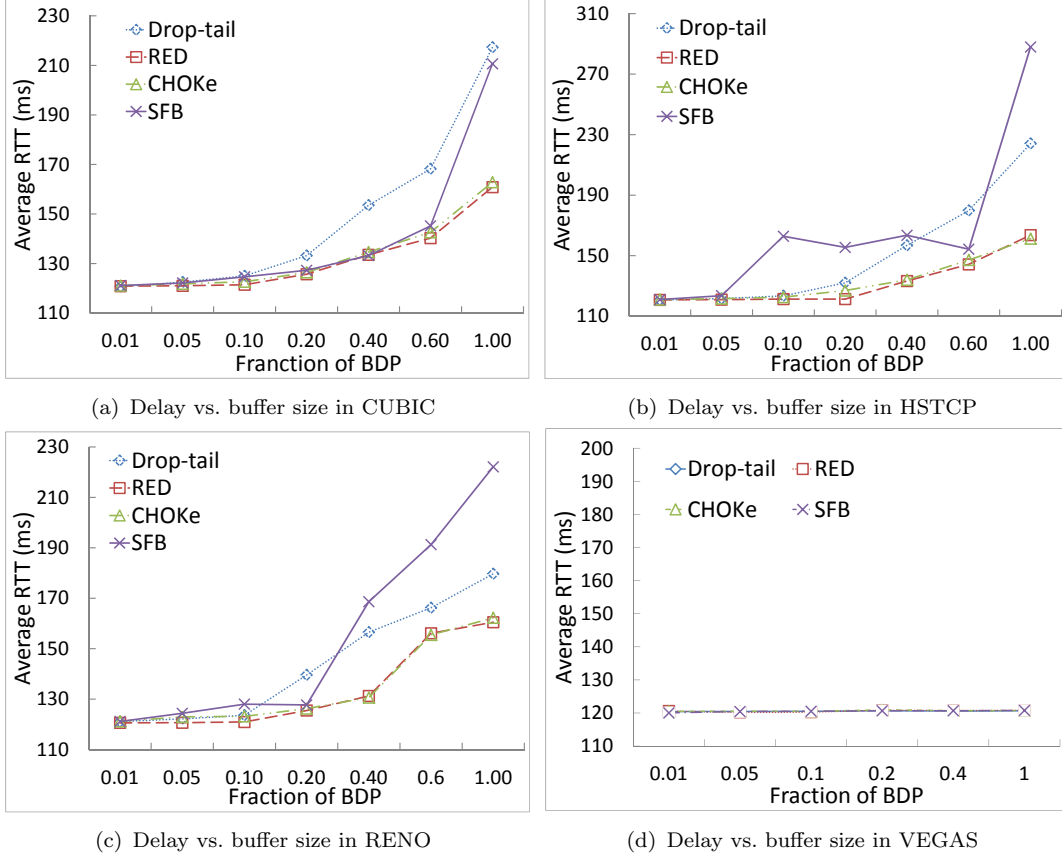 230
210
190
170
150
130
110
Average RTT (ms)
Drop-tail
RED
CHOKe
SFB
0.01 0.05 0.10 0.20 0.40 0.60 1.00
Franction of BDP
(a) Delay vs. buffer size in CUBIC
310
270
230
190
150
110
Average RTT (ms)
Drop-tail
RED
CHOKe
SFB
0.01 0.05 0.10 0.20 0.40 0.60 1.00
Fraction of BDP
(b) Delay vs. buffer size in HSTCP
230
210
190
170
150
130
110
Average RTT (ms)
Drop-tail
RED
CHOKe
SFB
0.01 0.05 0.10 0.20 0.40 0.6 1.00
Fraction of BDP
(c) Delay vs. buffer size in RENO
200
190
180
170
160
150
140
130
120
110
Average RTT (ms)
Drop-tail RED
CHOKe SFB
0.01 0.05 0.1 0.2 0.4 1
Fraction of BDP
(d) Delay vs. buffer size in VEGAS